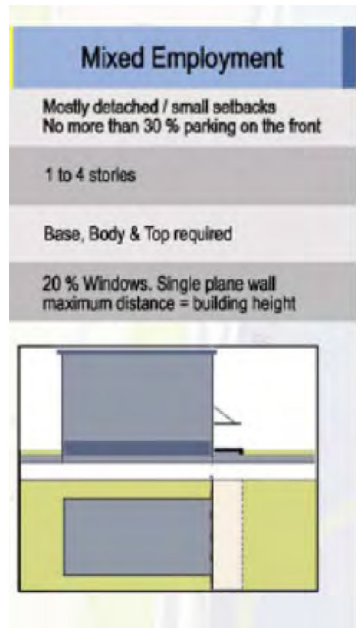 Mixed Employment
Mostly detached / small setbacks
No more than 30 % parking on the front
1 to 4 stories
Base, Body & Top required
20 % Windows. Single plane wall
maximum distance = building height